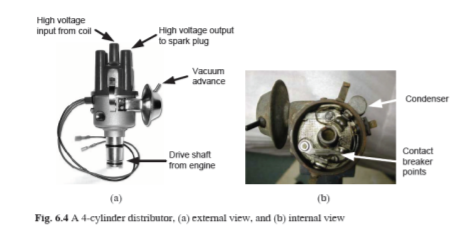 High voltage
input from coil
High voltage output
to spark plug
Vacuum
advance
Condenser
Drive shaft
from engine
Contact
breaker
points
(a)
(b)
Fig. 6.4 A 4-cylinder distributor, (a) external view, and (b) internal view